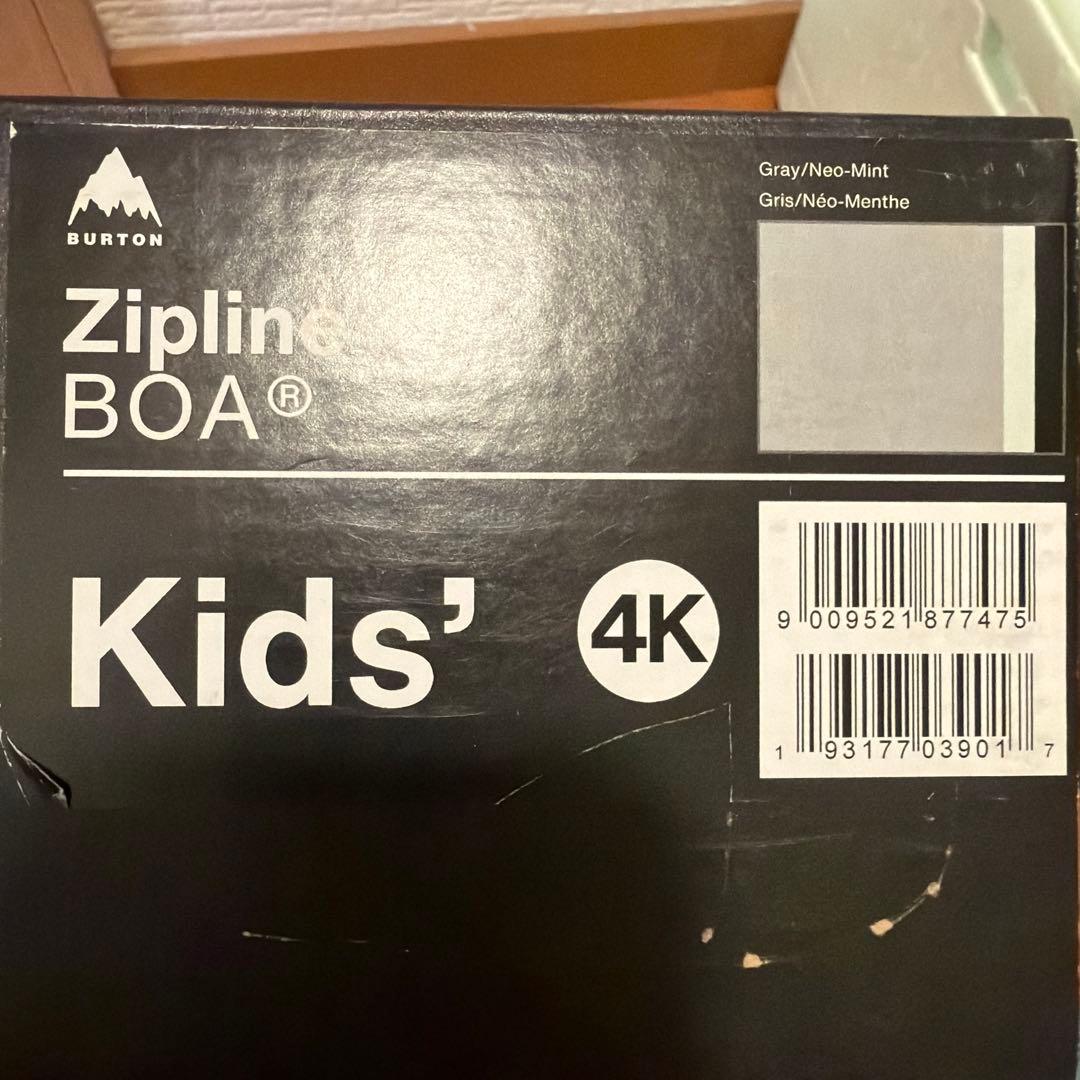 BURTON
Zipline
BOA®
Gray/Neo-Mint
Gris/Néo-Menthe
Kids’
4K
9 009521 877475
1 93177 03901 7